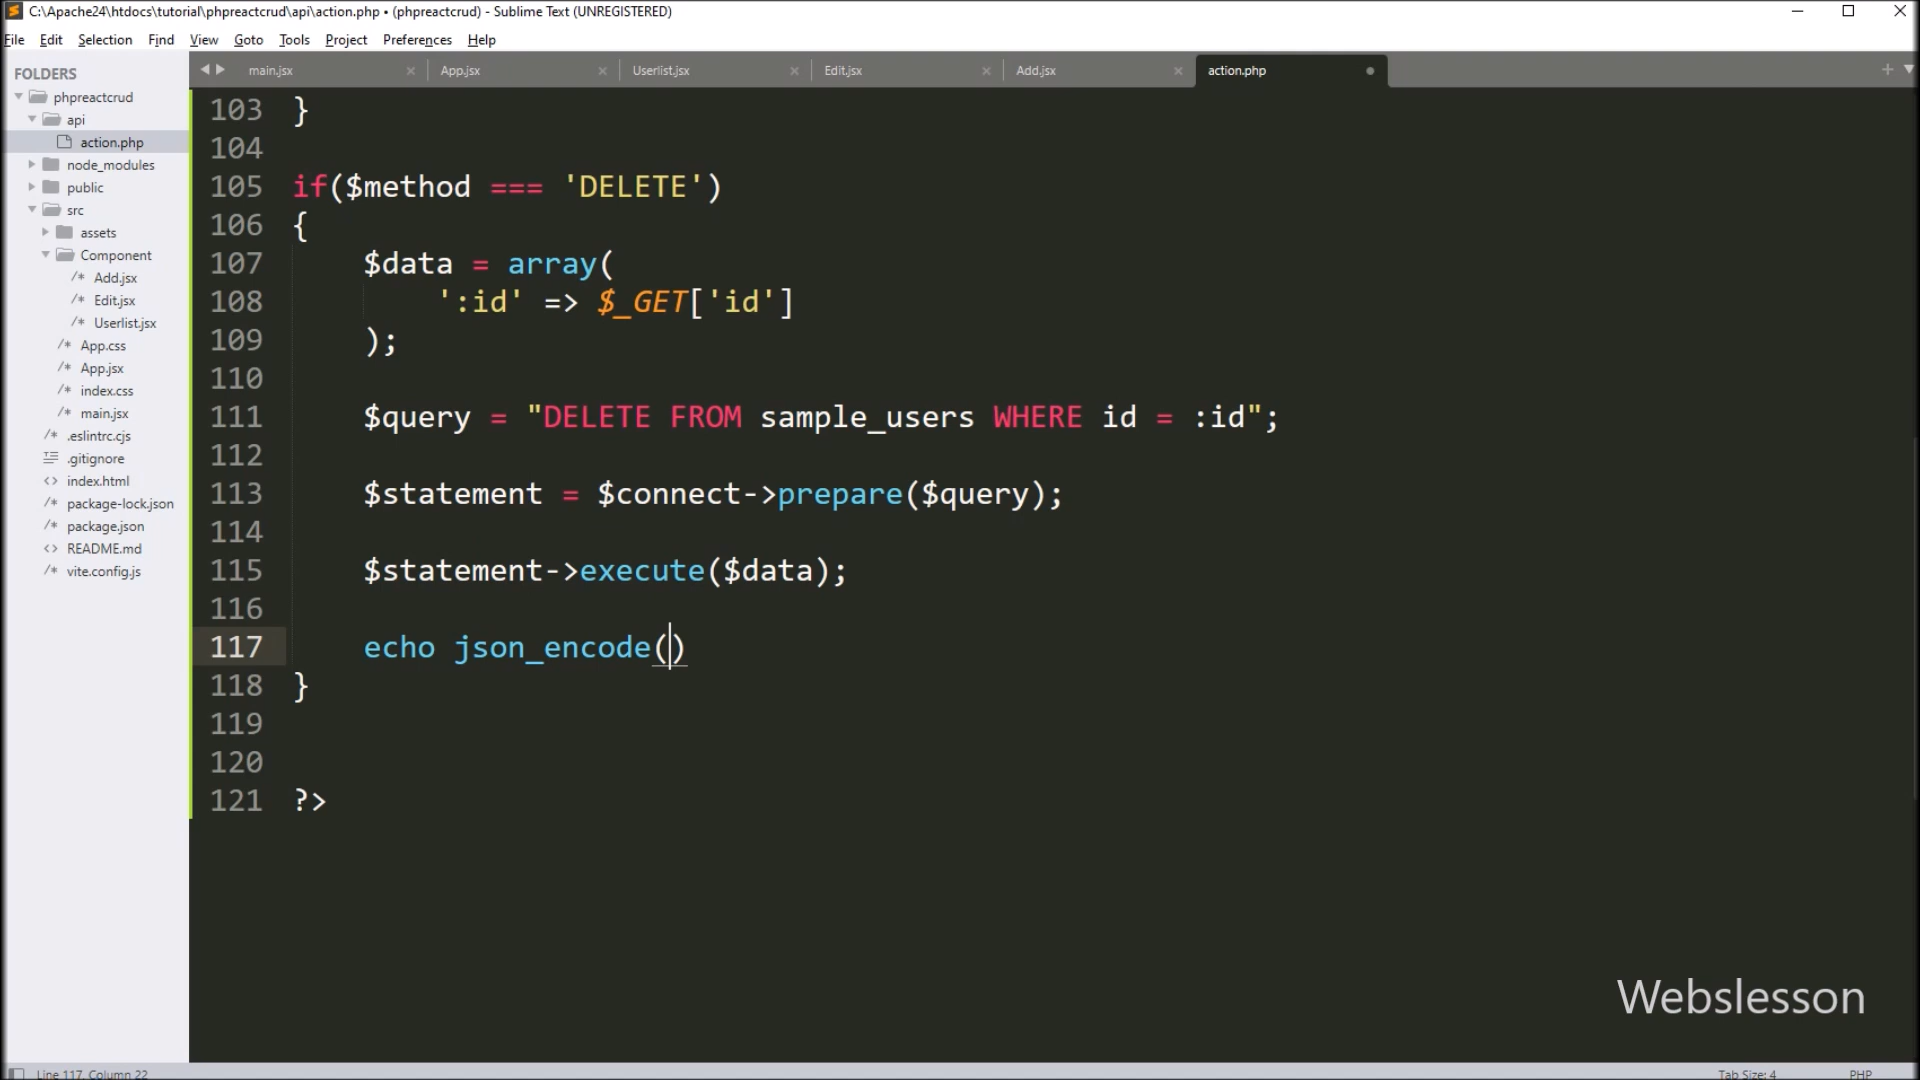 C:\Apache24\htdocs\tutorial\phpreactcrud\api\action.php • (phpreactcrud) - Sublime Text (UNREGISTERED)
File Edit Selection Find View Goto Tools Project Preferences Help
FOLDERS
phpreactcrud
api
action.php
node_modules
public
src
assets
Component
/* Add.jsx
/* Edit.jsx
/* Userlist.jsx
/* App.css
/* App.jsx
/* index.css
/* main.jsx
/* .eslintrc.cjs
.gitignore
<> index.html
/* package-lock.json
/* package.json
<> README.md
/* vite.config.js
main.jsx × App.jsx × Userlist.jsx × Edit.jsx × Add.jsx × action.php •
103 }
104
105 if($method === 'DELETE')
106 {
107 $data = array(
108 ':id' => $_GET['id']
109 );
110
111 $query = "DELETE FROM sample_users WHERE id = :id";
112
113 $statement = $connect->prepare($query);
114
115 $statement->execute($data);
116
117 echo json_encode()
118 }
119
120
121 ?>
Webslesson
Line 117, Column 22 Tab Size: 4 PHP